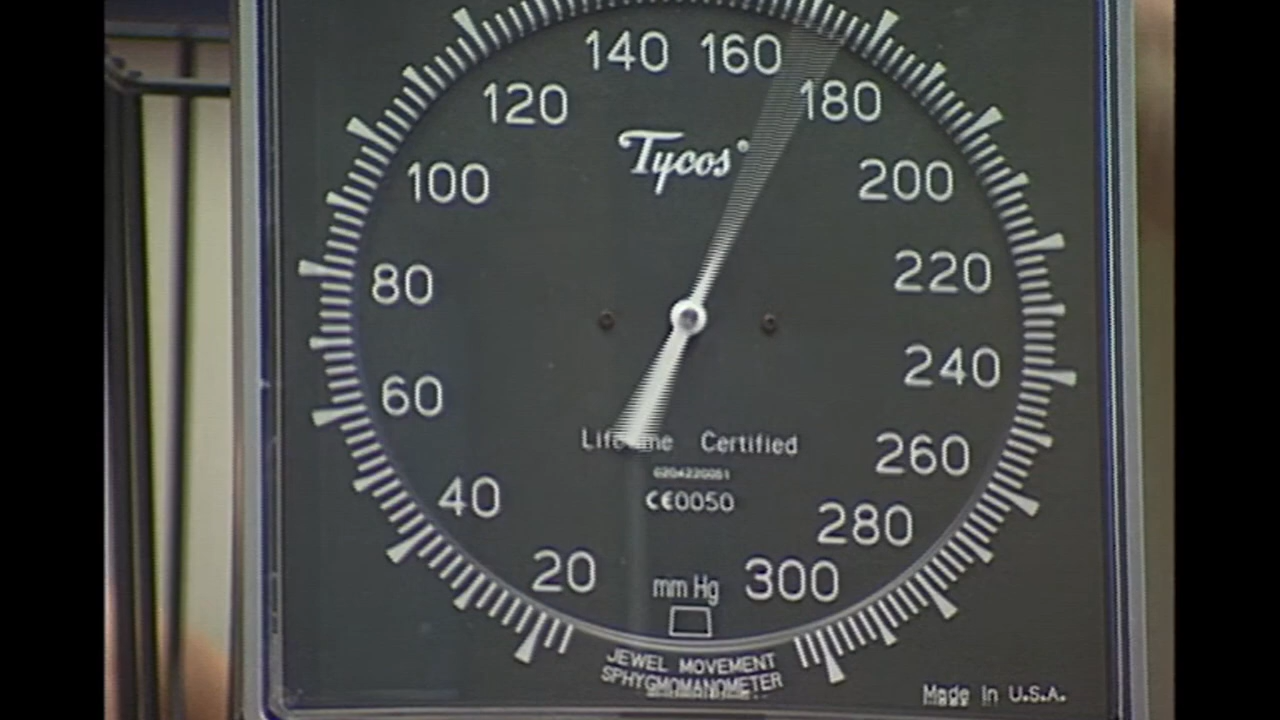 140 160
120 180
Tycos®
100 200
80 220
60 240
Certified
260
40
CE0050
280
20 mm Hg 300
JEWEL MOVEMENT
SPHYGMOMANOMETER
Made In U.S.A.